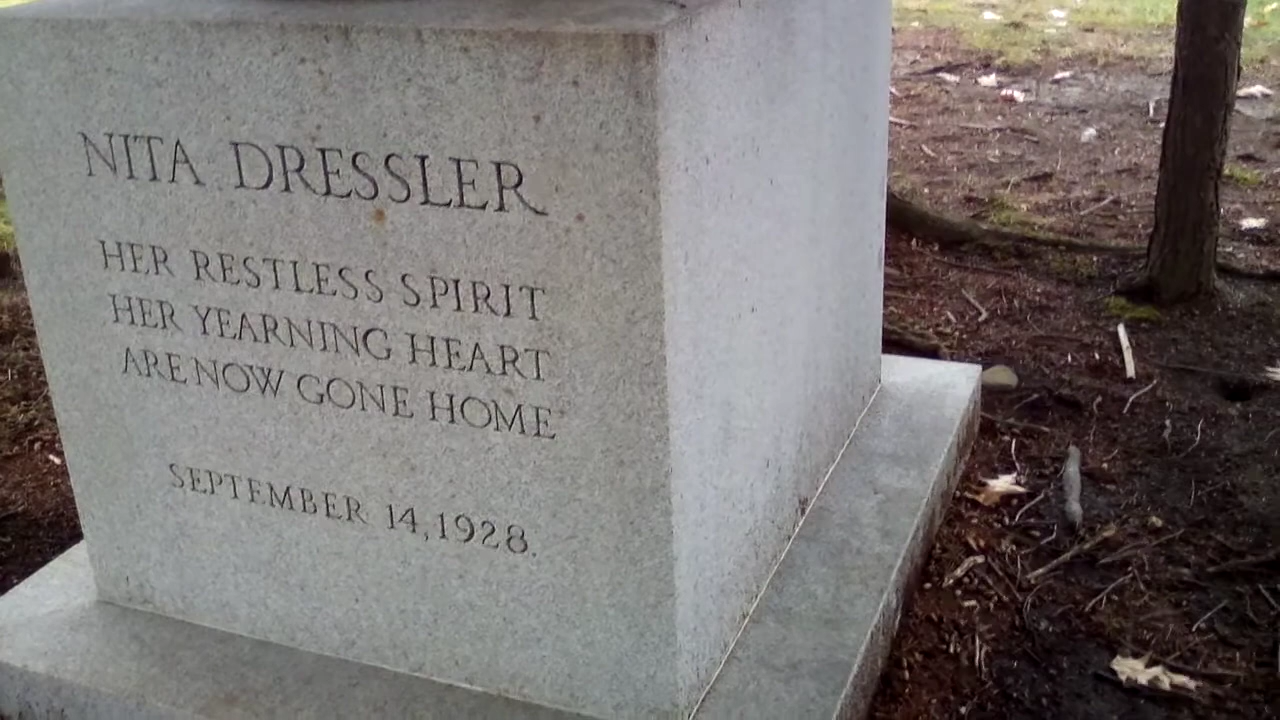 NITA DRESSLER
HER RESTLESS SPIRIT
HER YEARNING HEART
ARE NOW GONE HOME
SEPTEMBER 14, 1928.